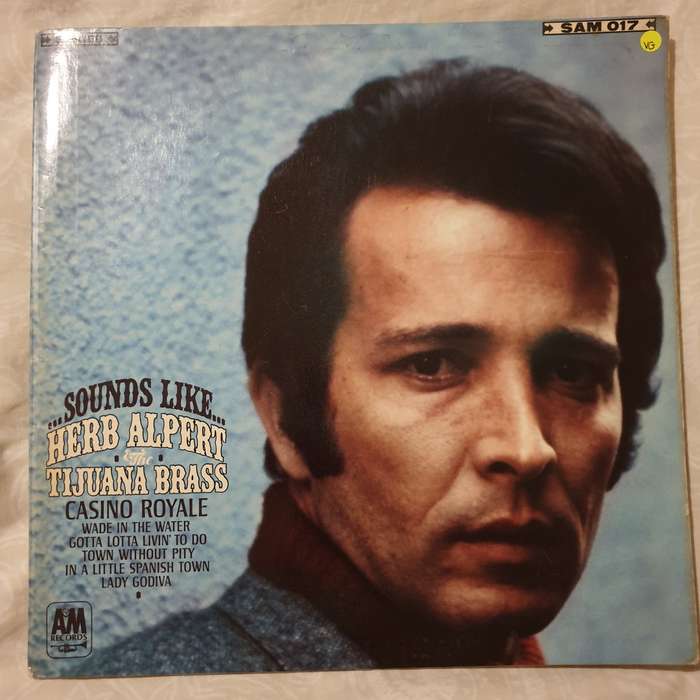 STEREO
SAM 017
VG
...SOUNDS LIKE...
HERB ALPERT
& The
TIJUANA BRASS
CASINO ROYALE
WADE IN THE WATER
GOTTA LOTTA LIVIN' TO DO
TOWN WITHOUT PITY
IN A LITTLE SPANISH TOWN
LADY GODIVA
A&M
RECORDS